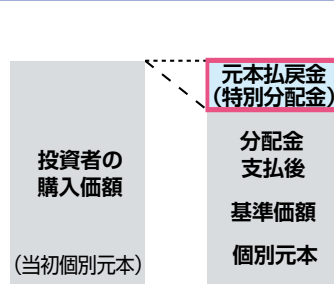 投資者の
購入価額
(当初個別元本)
元本払戻金
(特別分配金)
分配金
支払後
基準価額
個別元本